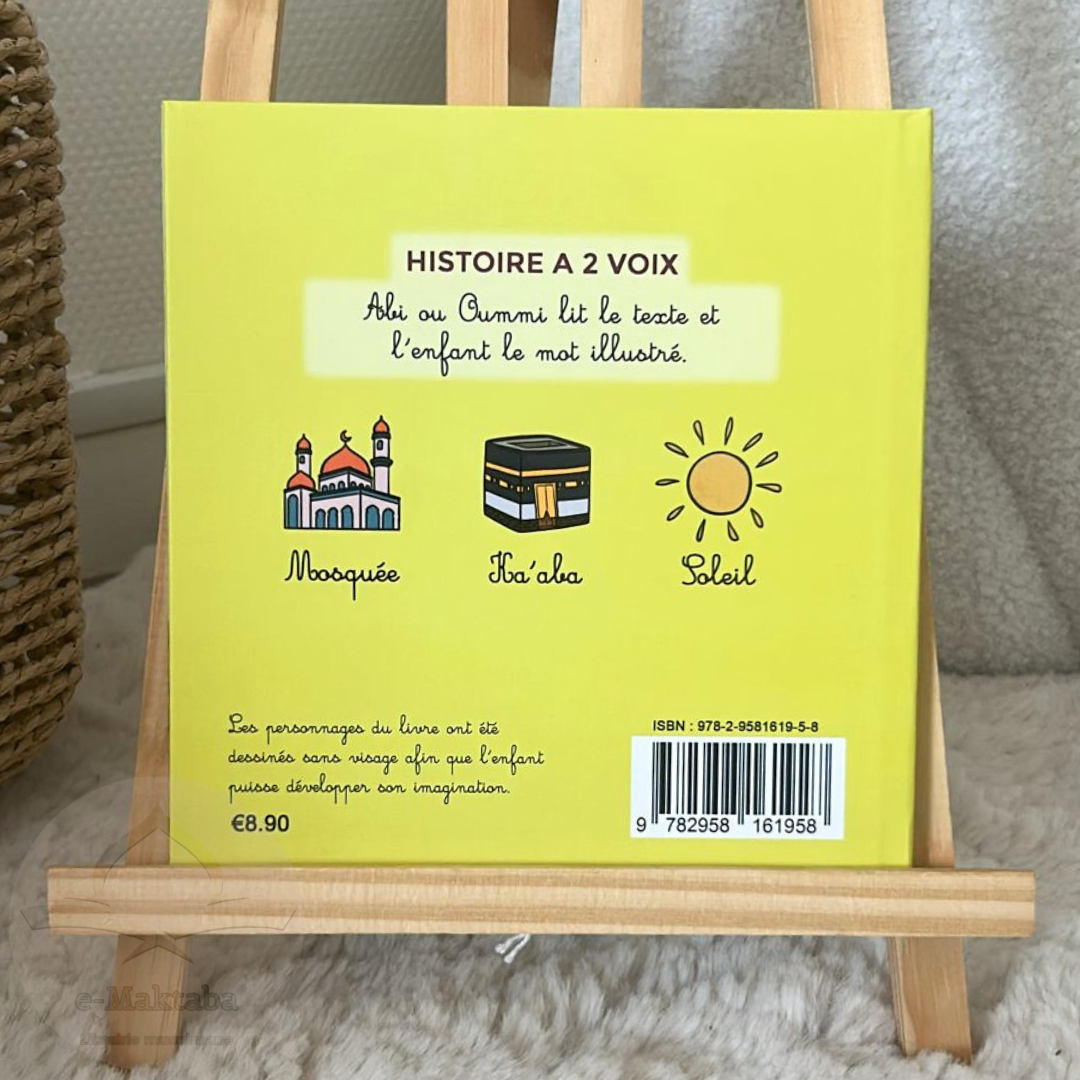 HISTOIRE A 2 VOIX
Abi ou Oummi lit le texte et
l'enfant le mot illustré.
Mosquée
Ka'aba
Soleil
Les personnages du livre ont été
dessinés sans visage afin que l'enfant
puisse développer son imagination.
€8.90
ISBN : 978-2-9581619-5-8
9 782958 161958
e-Maktaba